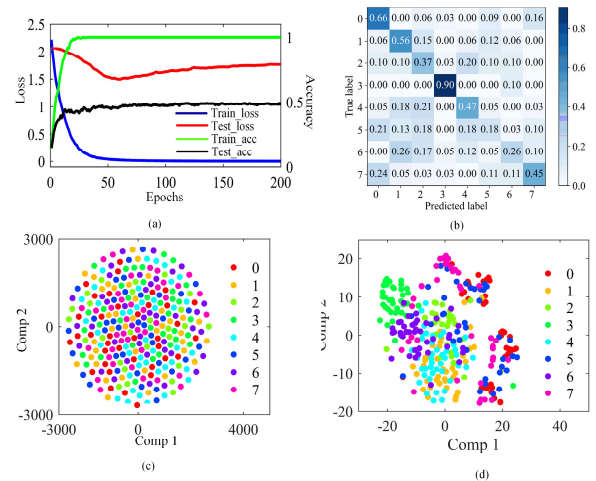 2.5
2
1.5
1
0.5
0
Loss
1
0.5
0
Accuracy
Train_loss
Test_loss
Train_acc
Test_acc
0 50 100 150 200
Epochs
(a)
True label
0 0.66 0.00 0.06 0.03 0.00 0.09 0.00 0.16
1 0.06 0.56 0.15 0.00 0.06 0.12 0.06 0.00
2 0.10 0.10 0.37 0.03 0.20 0.10 0.10 0.00
3 0.00 0.00 0.00 0.90 0.00 0.00 0.00 0.10
4 0.05 0.18 0.21 0.00 0.47 0.05 0.00 0.03
5 0.21 0.13 0.18 0.05 0.18 0.18 0.03 0.05
6 0.00 0.26 0.17 0.12 0.05 0.05 0.26 0.10
7 0.24 0.05 0.11 0.00 0.03 0.11 0.11 0.45
0 1 2 3 4 5 6 7
Predicted label
0.8
0.6
0.4
0.2
0.0
(b)
3000
0
-3000
Comp 2
0
1
2
3
4
5
6
7
-3000 0 4000
Comp 1
(c)
20
10
0
-10
-20
0
1
2
3
4
5
6
7
-20 0 20 40
Comp 1
(d)